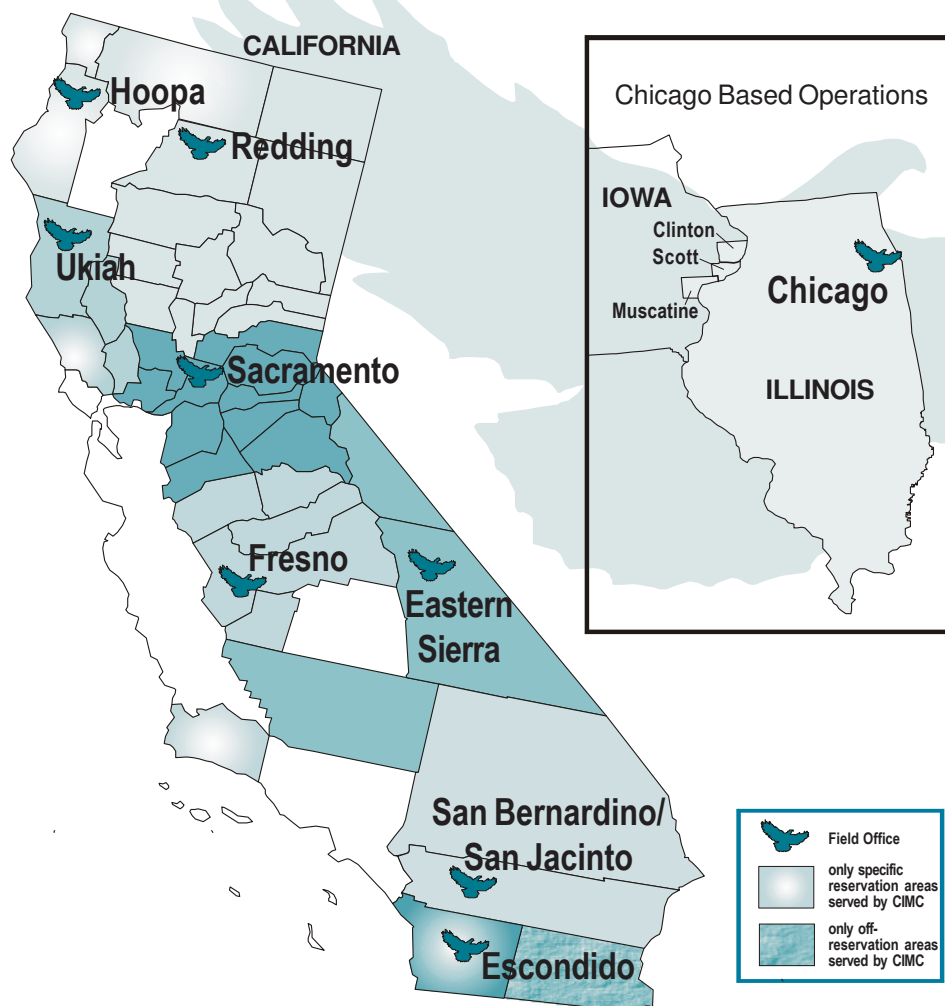 CALIFORNIA
Hoopa
Redding
Ukiah
Sacramento
Fresno
Eastern
Sierra
San Bernardino/
San Jacinto
Escondido
Chicago Based Operations
IOWA
Clinton
Scott
Muscatine
Chicago
ILLINOIS
Field Office
only specific
reservation areas
served by CIMC
only off-
reservation areas
served by CIMC